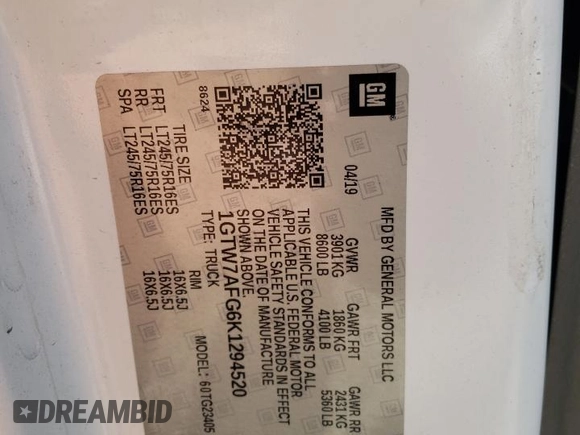 GM
MFD BY GENERAL MOTORS LLC
04/19 GVWR GAWR FRT GAWR RR
3901 KG 1860 KG 2431 KG
8600 LB 4100 LB 5360 LB
THIS VEHICLE CONFORMS TO ALL
APPLICABLE U.S. FEDERAL MOTOR
VEHICLE SAFETY STANDARDS IN EFFECT
ON THE DATE OF MANUFACTURE
SHOWN ABOVE.
1GTW7AFG6K1294520
TYPE: TRUCK MODEL: 60TG23405
8624
TIRE SIZE RIM
FRT LT245/75R16ES 16X6.5J
RR LT245/75R16ES 16X6.5J
SPA LT245/75R16ES 16X6.5J
DREAMBID